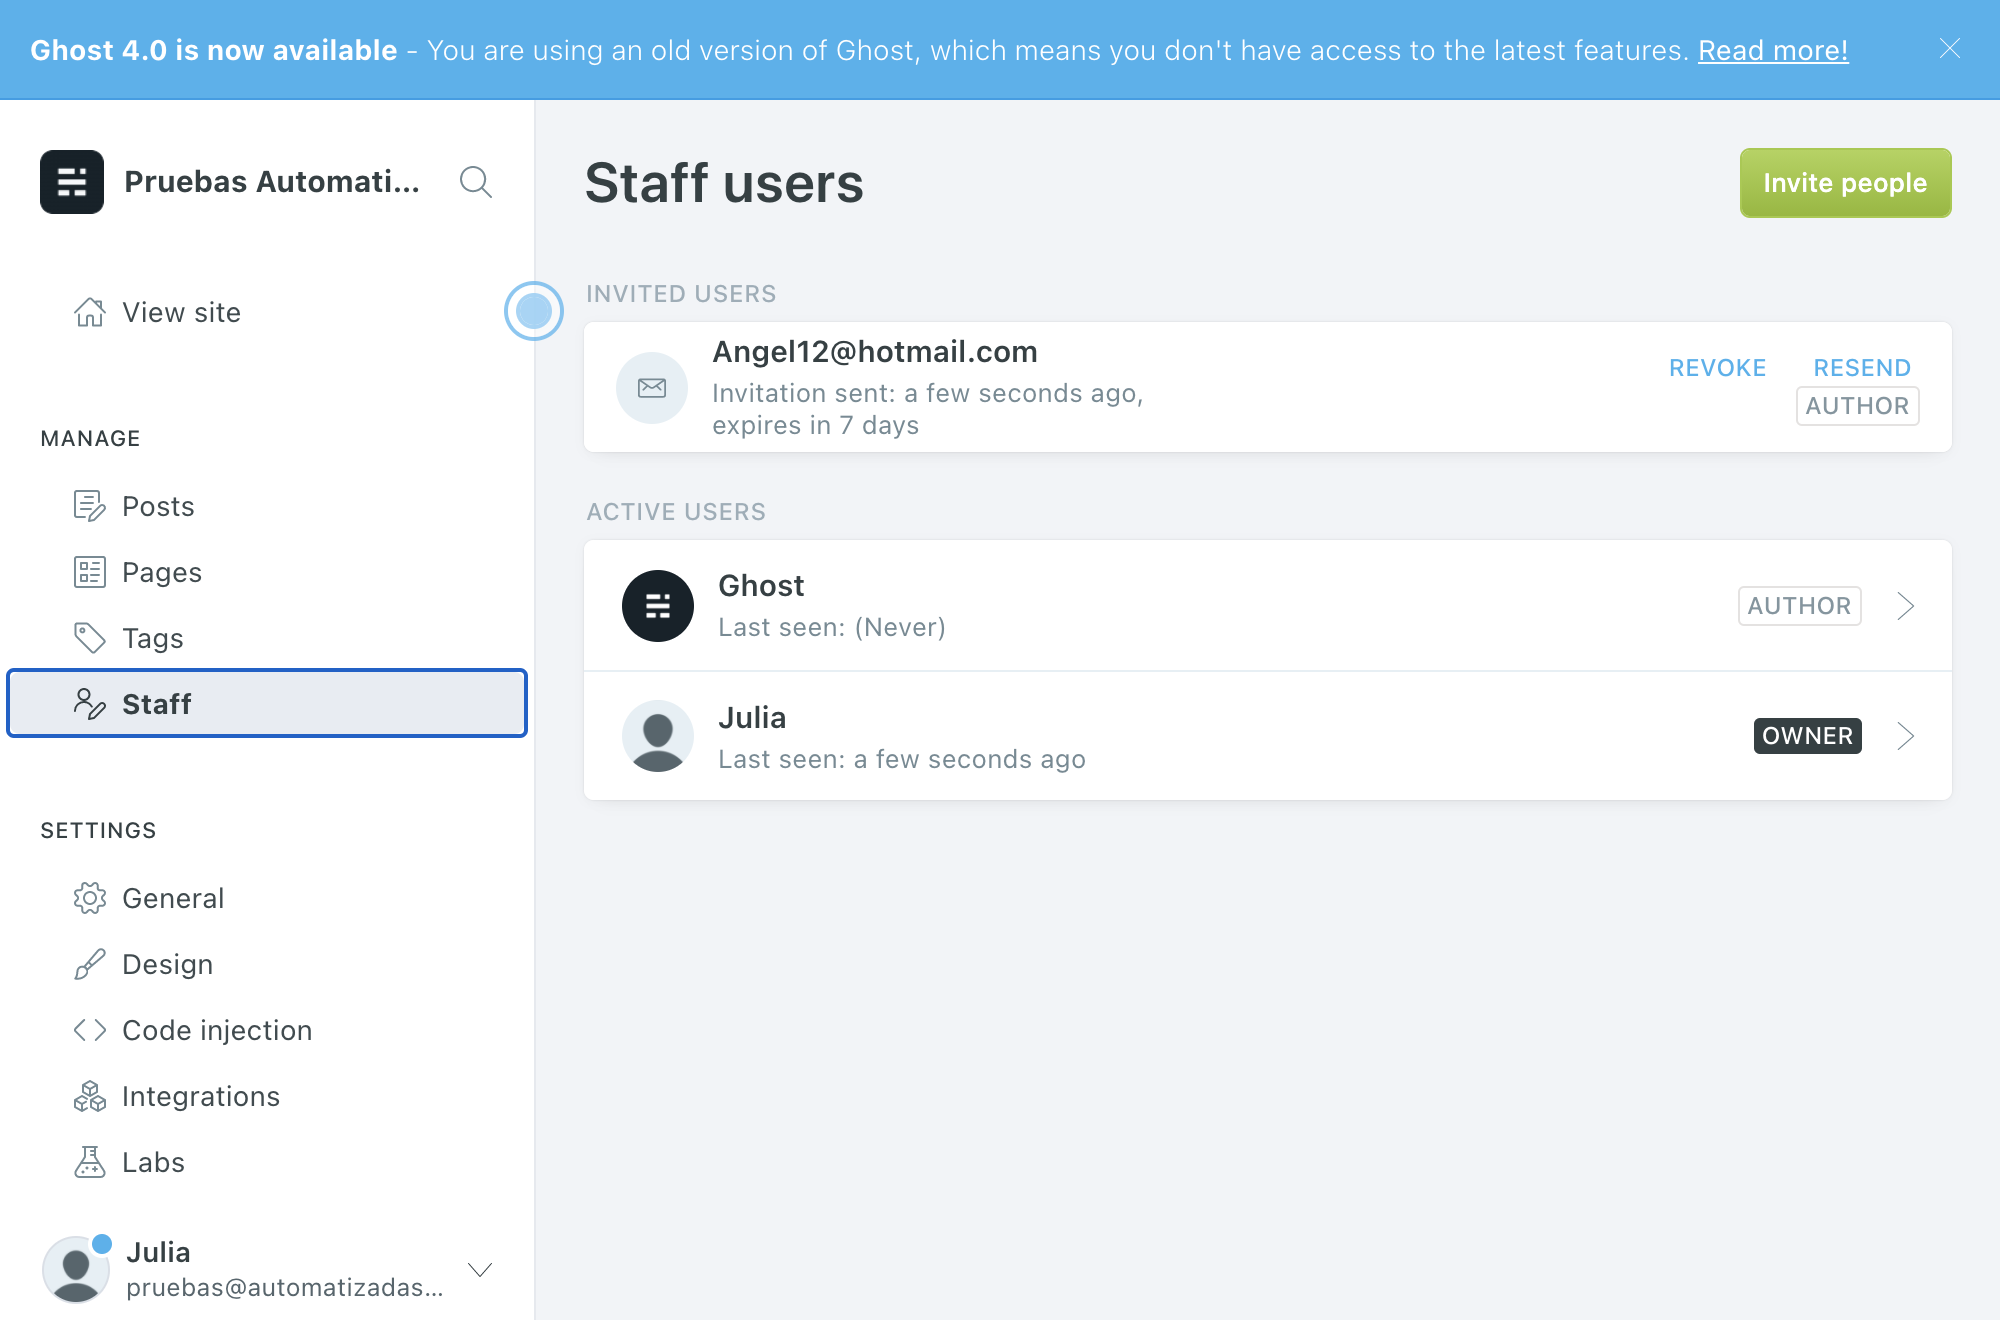 Ghost 4.0 is now available - You are using an old version of Ghost, which means you don't have access to the latest features. Read more!
Pruebas Automati...
View site
MANAGE
Posts
Pages
Tags
Staff
SETTINGS
General
Design
Code injection
Integrations
Labs
Julia
pruebas@automatizadas...
Staff users
Invite people
INVITED USERS
Angel12@hotmail.com
Invitation sent: a few seconds ago,
expires in 7 days
REVOKE RESEND
AUTHOR
ACTIVE USERS
Ghost
Last seen: (Never)
AUTHOR
Julia
Last seen: a few seconds ago
OWNER